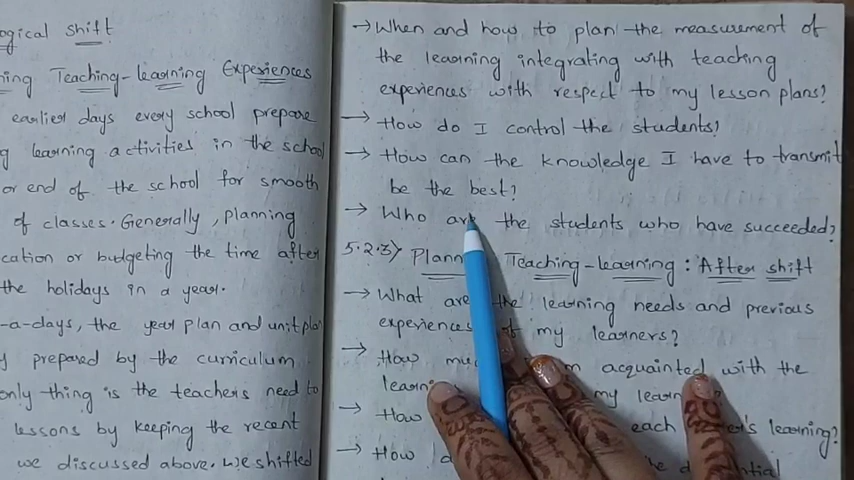 ogical shift
ing Teaching-learning Experiences
earlier days every school prepare
g learning activities in the school
or end of the school for smooth
of classes. Generally, planning
cation or budgeting the time after
the holidays in a year.
-a-days, the year plan and unit plan
y prepared by the curriculum
only thing is the teachers need to
lessons by keeping the recent
we discussed above. We shifted
→ When and how to plan the measurement of
the learning integrating with teaching
experiences with respect to my lesson plans?
→ How do I control the students?
→ How can the knowledge I have to transmit
be the best?
→ Who are the students who have succeeded?
5.2.3) Plann Teaching-learning: After shift
→ What are the learning needs and previous
experiences of my learners?
→ How acquainted with the
my
→ How each learning?
→ How